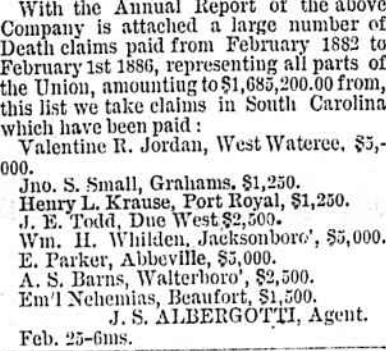 With the Annual Report of the above
Company is attached a large number of
Death claims paid from February 1882 to
February 1st 1886, representing all parts of
the Union, amounting to $1,685,200.00 from,
this list we take claims in South Carolina
which have been paid :
Valentine R. Jordan, West Wateree, $5,-
000.
Jno. S. Small, Grahams, $1,250.
Henry L. Krause, Port Royal, $1,250.
J. E. Todd, Due West $2,500.
Wm. H. Whilden, Jacksonboro', $5,000.
E. Parker, Abbeville, $5,000.
A. S. Barns, Walterboro', $2,500.
Em'l Nehemias, Beaufort, $1,500.
J. S. ALBERGOTTI, Agent.
Feb. 25-6ms.